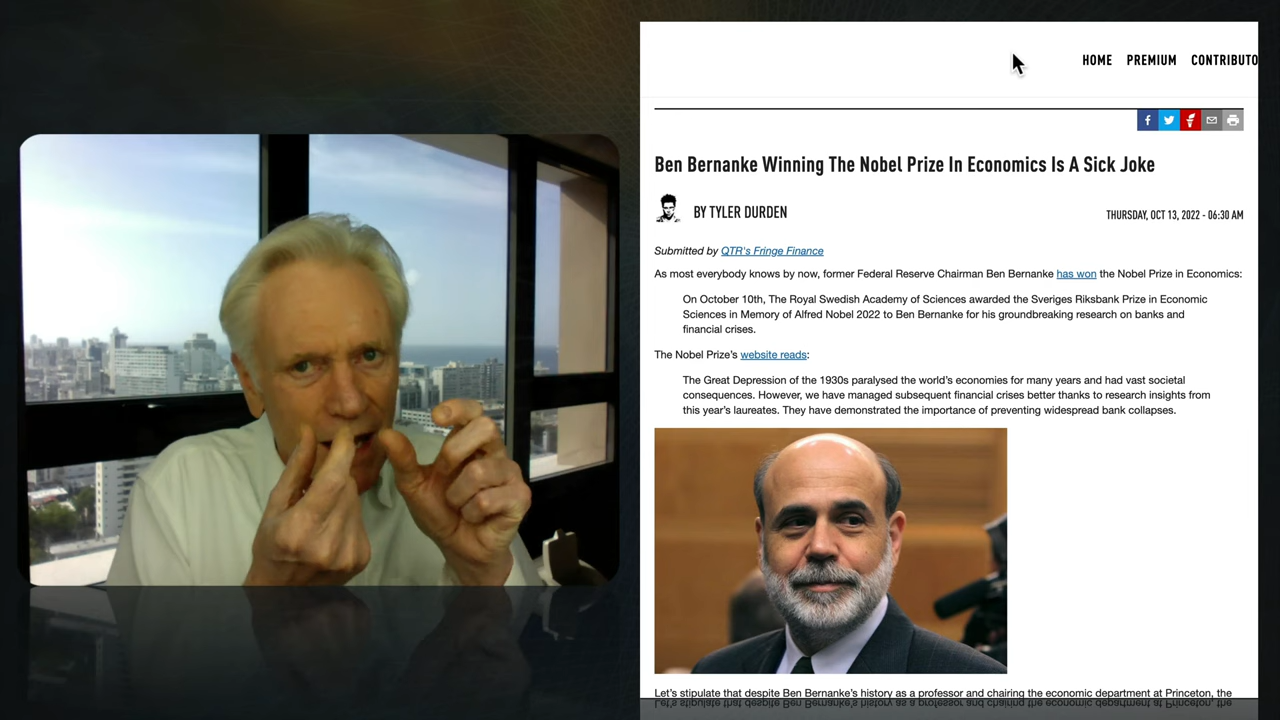 HOME PREMIUM CONTRIBUTO
Ben Bernanke Winning The Nobel Prize In Economics Is A Sick Joke
BY TYLER DURDEN
THURSDAY, OCT 13, 2022 - 06:30 AM
Submitted by QTR's Fringe Finance
As most everybody knows by now, former Federal Reserve Chairman Ben Bernanke has won the Nobel Prize in Economics:
On October 10th, The Royal Swedish Academy of Sciences awarded the Sveriges Riksbank Prize in Economic
Sciences in Memory of Alfred Nobel 2022 to Ben Bernanke for his groundbreaking research on banks and
financial crises.
The Nobel Prize's website reads:
The Great Depression of the 1930s paralysed the world's economies for many years and had vast societal
consequences. However, we have managed subsequent financial crises better thanks to research insights from
this year's laureates. They have demonstrated the importance of preventing widespread bank collapses.
Let's stipulate that despite Ben Bernanke's history as a professor and chairing the economic department at Princeton, the